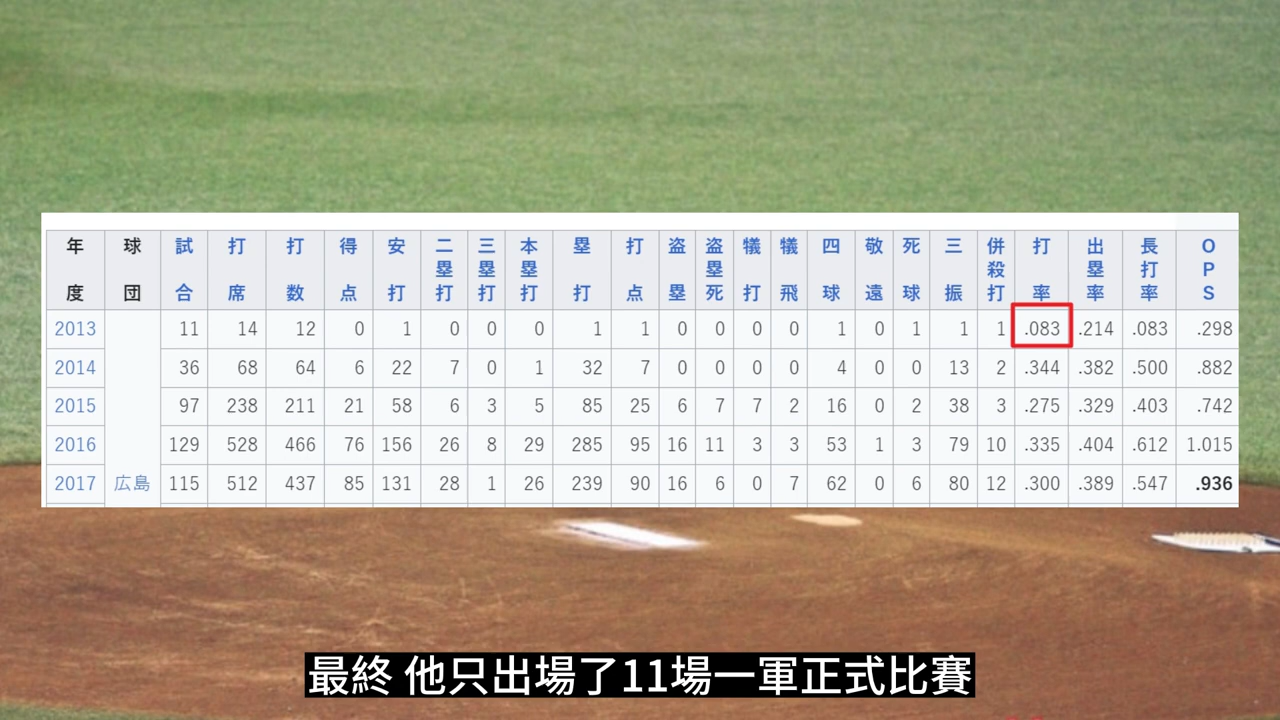 年度 球団 試合 打席 打数 得点 安打 二塁打 三塁打 本塁打 塁打 打点 盗塁 盗塁死 犠打 犠飛 四球 敬遠 死球 三振 併殺打 打率 出塁率 長打率 OPS
2013 11 14 12 0 1 0 0 0 1 1 0 0 0 0 1 0 1 1 1 .083 .214 .083 .298
2014 36 68 64 6 22 7 0 1 32 7 0 0 0 0 4 0 0 13 2 .344 .382 .500 .882
2015 97 238 211 21 58 6 3 5 85 25 6 7 7 2 16 0 2 38 3 .275 .329 .403 .742
2016 129 528 466 76 156 26 8 29 285 95 16 11 3 3 53 1 3 79 10 .335 .404 .612 1.015
2017 広島 115 512 437 85 131 28 1 26 239 90 16 6 0 7 62 0 6 80 12 .300 .389 .547 .936
最終 他只出場了11場一軍正式比賽